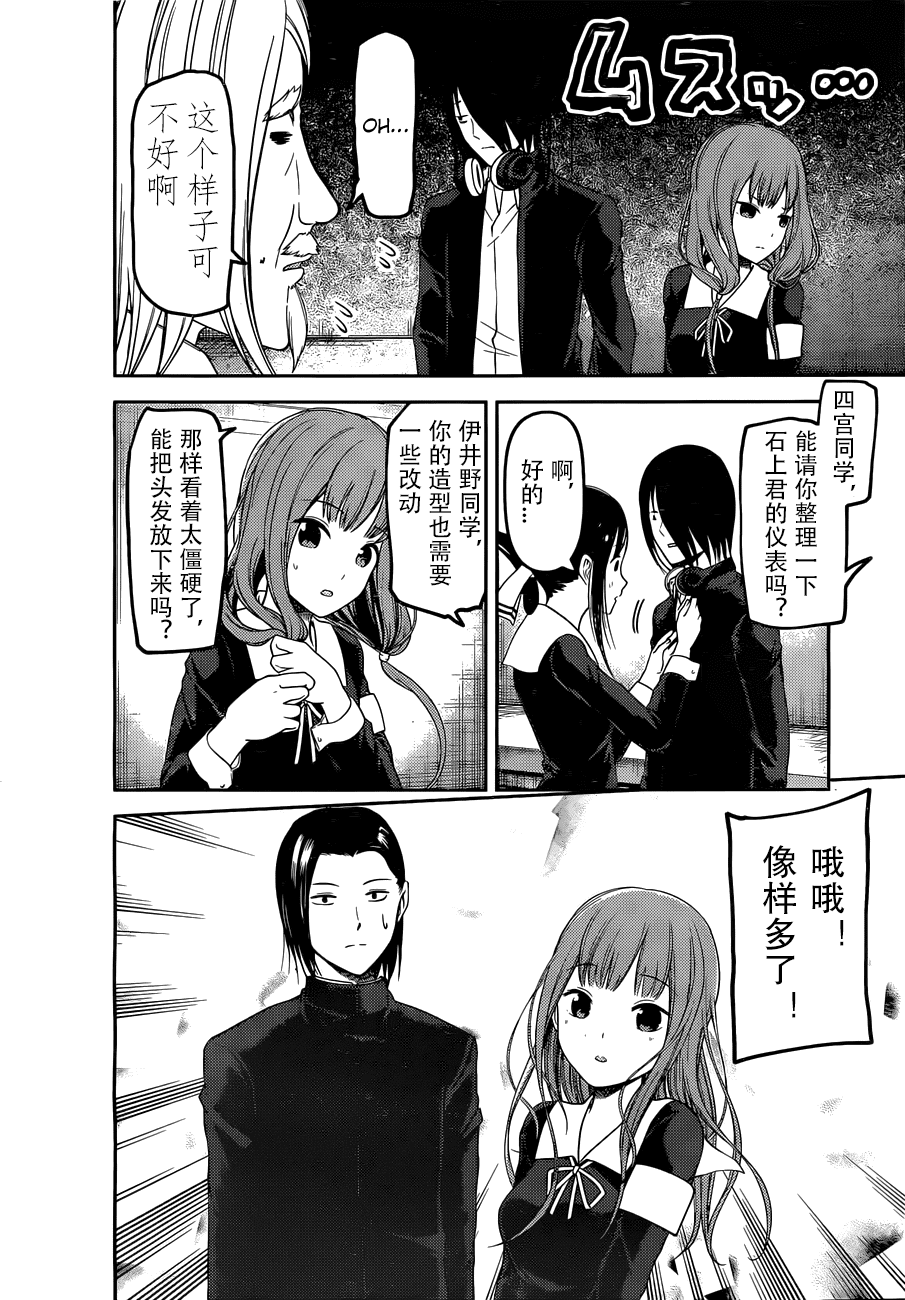 ムスッ...
OH...
这个样子可
不好啊
四宫同学,
能请你整理一下
石上君的仪表吗?
啊,
好的…
伊井野同学,
你的造型也需要
一些改动
那样看着太僵硬了,
能把头发放下来吗?
哦哦!
像样多了!